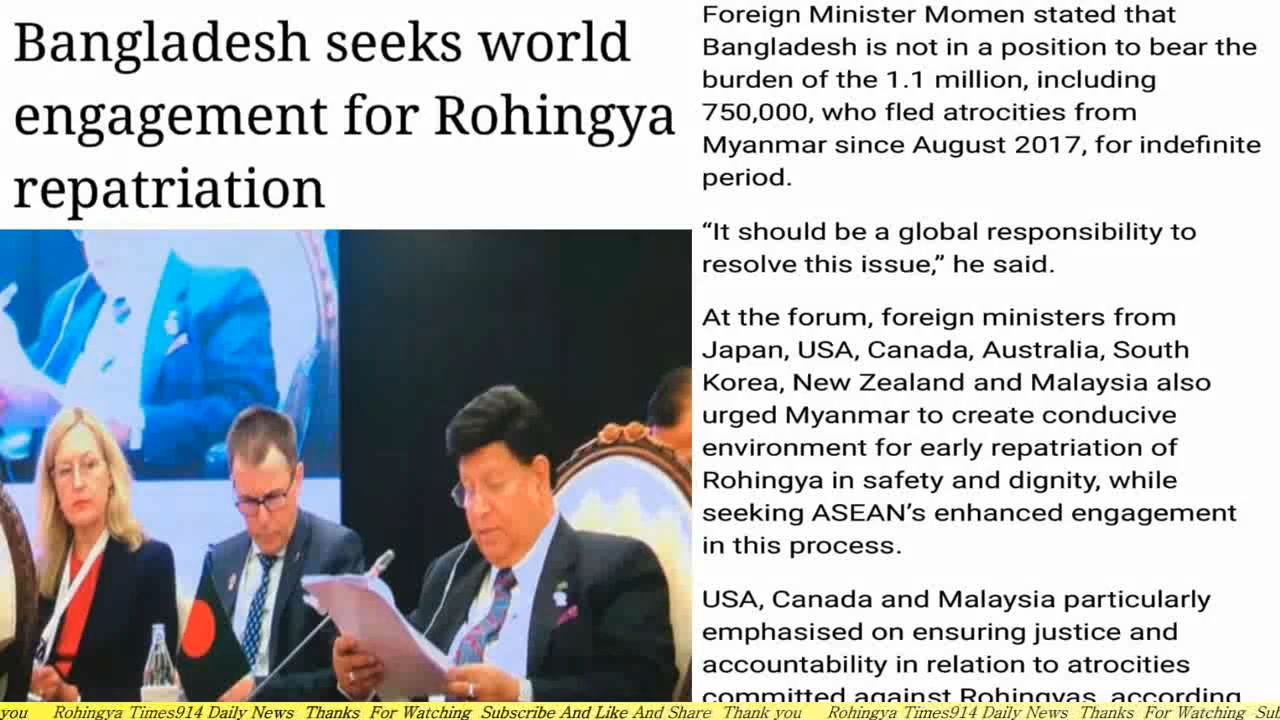 Bangladesh seeks world
engagement for Rohingya
repatriation
Foreign Minister Momen stated that
Bangladesh is not in a position to bear the
burden of the 1.1 million, including
750,000, who fled atrocities from
Myanmar since August 2017, for indefinite
period.
“It should be a global responsibility to
resolve this issue,” he said.
At the forum, foreign ministers from
Japan, USA, Canada, Australia, South
Korea, New Zealand and Malaysia also
urged Myanmar to create conducive
environment for early repatriation of
Rohingya in safety and dignity, while
seeking ASEAN’s enhanced engagement
in this process.
USA, Canada and Malaysia particularly
emphasised on ensuring justice and
accountability in relation to atrocities
committed against Rohingyas, according
you Rohingya Times914 Daily News Thanks For Watching Subscribe And Like And Share Thank you Rohingya Times914 Daily News Thanks For Watching